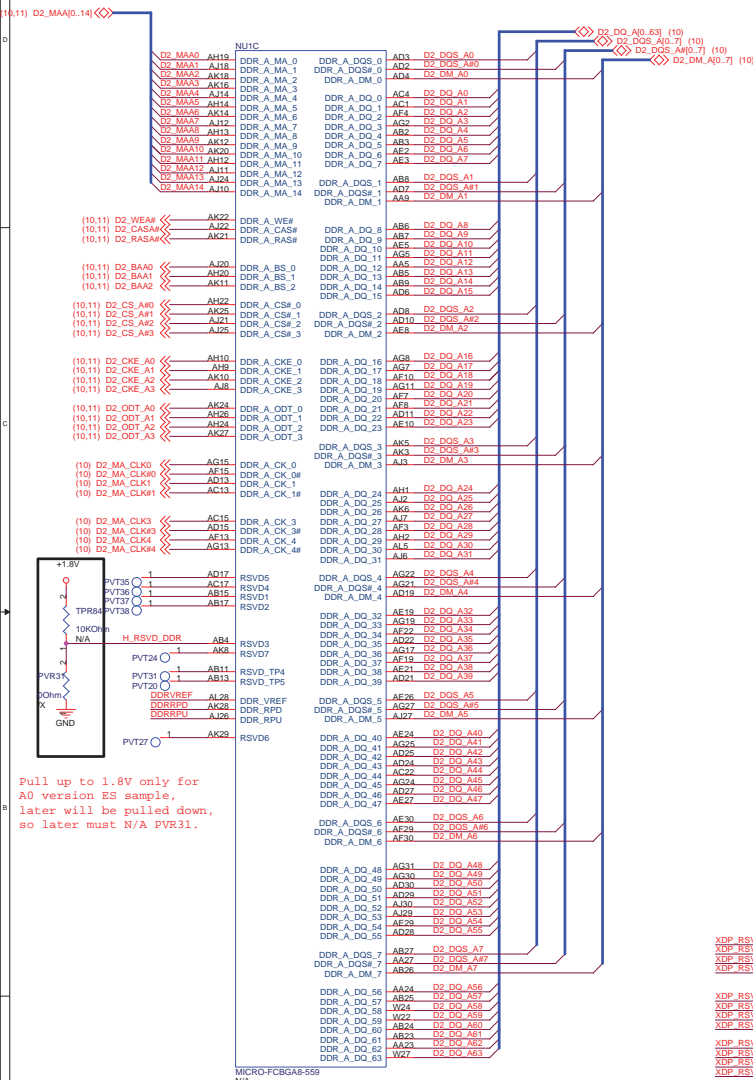 (10,11) D2_MAA[0..14]
D2_DQ_A[0..63] (10)
D2_DQS_A[0..7] (10)
D2_DQS_A#[0..7] (10)
D2_DM_A[0..7] (10)
D
NU1C
D2_MAA0 AH19 DDR_A_MA_0
D2_MAA1 AJ18 DDR_A_MA_1
D2_MAA2 AK18 DDR_A_MA_2
D2_MAA3 AK16 DDR_A_MA_3
D2_MAA4 AJ14 DDR_A_MA_4
D2_MAA5 AH14 DDR_A_MA_5
D2_MAA6 AK14 DDR_A_MA_6
D2_MAA7 AJ12 DDR_A_MA_7
D2_MAA8 AH13 DDR_A_MA_8
D2_MAA9 AK12 DDR_A_MA_9
D2_MAA10 AK20 DDR_A_MA_10
D2_MAA11 AH12 DDR_A_MA_11
D2_MAA12 AJ11 DDR_A_MA_12
D2_MAA13 AJ24 DDR_A_MA_13
D2_MAA14 AJ10 DDR_A_MA_14
(10,11) D2_WEA# AK22 DDR_A_WE#
(10,11) D2_CASA# AJ22 DDR_A_CAS#
(10,11) D2_RASA# AK21 DDR_A_RAS#
(10,11) D2_BAA0 AJ20 DDR_A_BS_0
(10,11) D2_BAA1 AH20 DDR_A_BS_1
(10,11) D2_BAA2 AK11 DDR_A_BS_2
(10,11) D2_CS_A#0 AH22 DDR_A_CS#_0
(10,11) D2_CS_A#1 AK25 DDR_A_CS#_1
(10,11) D2_CS_A#2 AJ21 DDR_A_CS#_2
(10,11) D2_CS_A#3 AJ25 DDR_A_CS#_3
(10,11) D2_CKE_A0 AH10 DDR_A_CKE_0
(10,11) D2_CKE_A1 AH9 DDR_A_CKE_1
(10,11) D2_CKE_A2 AK10 DDR_A_CKE_2
(10,11) D2_CKE_A3 AJ8 DDR_A_CKE_3
C
(10,11) D2_ODT_A0 AK24 DDR_A_ODT_0
(10,11) D2_ODT_A1 AH26 DDR_A_ODT_1
(10,11) D2_ODT_A2 AH24 DDR_A_ODT_2
(10,11) D2_ODT_A3 AK27 DDR_A_ODT_3
(10) D2_MA_CLK0 AG15 DDR_A_CK_0
(10) D2_MA_CLK#0 AF15 DDR_A_CK_0#
(10) D2_MA_CLK1 AD13 DDR_A_CK_1
(10) D2_MA_CLK#1 AC13 DDR_A_CK_1#
(10) D2_MA_CLK3 AC15 DDR_A_CK_3
(10) D2_MA_CLK#3 AD15 DDR_A_CK_3#
(10) D2_MA_CLK4 AF13 DDR_A_CK_4
(10) D2_MA_CLK#4 AG13 DDR_A_CK_4#
PVT35 1 AD17 RSVD5
PVT36 1 AC17 RSVD4
PVT37 1 AB15 RSVD1
PVT38 1 AB17 RSVD2
+1.8V
2
TPR84
10KOhm
N/A
1
H_RSVD_DDR AB4 RSVD3
PVT24 1 AK8 RSVD7
PVT31 1 AB11 RSVD_TP4
PVT20 1 AB13 RSVD_TP5
2
PVR31
0Ohm
/X
GND
DDRVREF AL28 DDR_VREF
DDRRPD AK28 DDR_RPD
DDRRPU AJ26 DDR_RPU
PVT27 1 AK29 RSVD6
Pull up to 1.8V only for
A0 version ES sample,
later will be pulled down,
so later must N/A PVR31.
B
DDR_A_DQS_0 AD3 D2_DQS_A0
DDR_A_DQS#_0 AD2 D2_DQS_A#0
DDR_A_DM_0 AD4 D2_DM_A0
DDR_A_DQ_0 AC4 D2_DQ_A0
DDR_A_DQ_1 AC1 D2_DQ_A1
DDR_A_DQ_2 AF4 D2_DQ_A2
DDR_A_DQ_3 AG2 D2_DQ_A3
DDR_A_DQ_4 AB2 D2_DQ_A4
DDR_A_DQ_5 AB3 D2_DQ_A5
DDR_A_DQ_6 AE2 D2_DQ_A6
DDR_A_DQ_7 AE3 D2_DQ_A7
DDR_A_DQS_1 AB8 D2_DQS_A1
DDR_A_DQS#_1 AD7 D2_DQS_A#1
DDR_A_DM_1 AA9 D2_DM_A1
DDR_A_DQ_8 AB6 D2_DQ_A8
DDR_A_DQ_9 AB7 D2_DQ_A9
DDR_A_DQ_10 AE5 D2_DQ_A10
DDR_A_DQ_11 AG5 D2_DQ_A11
DDR_A_DQ_12 AA5 D2_DQ_A12
DDR_A_DQ_13 AB5 D2_DQ_A13
DDR_A_DQ_14 AB9 D2_DQ_A14
DDR_A_DQ_15 AD6 D2_DQ_A15
DDR_A_DQS_2 AD8 D2_DQS_A2
DDR_A_DQS#_2 AD10 D2_DQS_A#2
DDR_A_DM_2 AE8 D2_DM_A2
DDR_A_DQ_16 AG8 D2_DQ_A16
DDR_A_DQ_17 AG7 D2_DQ_A17
DDR_A_DQ_18 AF10 D2_DQ_A18
DDR_A_DQ_19 AG11 D2_DQ_A19
DDR_A_DQ_20 AF7 D2_DQ_A20
DDR_A_DQ_21 AF8 D2_DQ_A21
DDR_A_DQ_22 AD11 D2_DQ_A22
DDR_A_DQ_23 AE10 D2_DQ_A23
DDR_A_DQS_3 AK5 D2_DQS_A3
DDR_A_DQS#_3 AK3 D2_DQS_A#3
DDR_A_DM_3 AJ3 D2_DM_A3
DDR_A_DQ_24 AH1 D2_DQ_A24
DDR_A_DQ_25 AJ2 D2_DQ_A25
DDR_A_DQ_26 AK6 D2_DQ_A26
DDR_A_DQ_27 AJ7 D2_DQ_A27
DDR_A_DQ_28 AF3 D2_DQ_A28
DDR_A_DQ_29 AH2 D2_DQ_A29
DDR_A_DQ_30 AL5 D2_DQ_A30
DDR_A_DQ_31 AJ6 D2_DQ_A31
DDR_A_DQS_4 AG22 D2_DQS_A4
DDR_A_DQS#_4 AG21 D2_DQS_A#4
DDR_A_DM_4 AD19 D2_DM_A4
DDR_A_DQ_32 AE19 D2_DQ_A32
DDR_A_DQ_33 AG19 D2_DQ_A33
DDR_A_DQ_34 AF22 D2_DQ_A34
DDR_A_DQ_35 AD22 D2_DQ_A35
DDR_A_DQ_36 AG17 D2_DQ_A36
DDR_A_DQ_37 AF19 D2_DQ_A37
DDR_A_DQ_38 AE21 D2_DQ_A38
DDR_A_DQ_39 AD21 D2_DQ_A39
DDR_A_DQS_5 AE26 D2_DQS_A5
DDR_A_DQS#_5 AG27 D2_DQS_A#5
DDR_A_DM_5 AJ27 D2_DM_A5
DDR_A_DQ_40 AE24 D2_DQ_A40
DDR_A_DQ_41 AG25 D2_DQ_A41
DDR_A_DQ_42 AD25 D2_DQ_A42
DDR_A_DQ_43 AD24 D2_DQ_A43
DDR_A_DQ_44 AC22 D2_DQ_A44
DDR_A_DQ_45 AG24 D2_DQ_A45
DDR_A_DQ_46 AD27 D2_DQ_A46
DDR_A_DQ_47 AE27 D2_DQ_A47
DDR_A_DQS_6 AE30 D2_DQS_A6
DDR_A_DQS#_6 AF29 D2_DQS_A#6
DDR_A_DM_6 AF30 D2_DM_A6
DDR_A_DQ_48 AG31 D2_DQ_A48
DDR_A_DQ_49 AG30 D2_DQ_A49
DDR_A_DQ_50 AD30 D2_DQ_A50
DDR_A_DQ_51 AD29 D2_DQ_A51
DDR_A_DQ_52 AJ30 D2_DQ_A52
DDR_A_DQ_53 AJ29 D2_DQ_A53
DDR_A_DQ_54 AE29 D2_DQ_A54
DDR_A_DQ_55 AD28 D2_DQ_A55
DDR_A_DQS_7 AB27 D2_DQS_A7
DDR_A_DQS#_7 AA27 D2_DQS_A#7
DDR_A_DM_7 AB26 D2_DM_A7
DDR_A_DQ_56 AA24 D2_DQ_A56
DDR_A_DQ_57 AB25 D2_DQ_A57
DDR_A_DQ_58 W24 D2_DQ_A58
DDR_A_DQ_59 W22 D2_DQ_A59
DDR_A_DQ_60 AB24 D2_DQ_A60
DDR_A_DQ_61 AB23 D2_DQ_A61
DDR_A_DQ_62 AA23 D2_DQ_A62
DDR_A_DQ_63 W27 D2_DQ_A63
MICRO-FCBGA8-559
XDP_RS
XDP_RS
XDP_RS
XDP_RS
XDP_RS
XDP_RS
XDP_RS
XDP_RS
XDP_RS
XDP_RS
XDP_RS